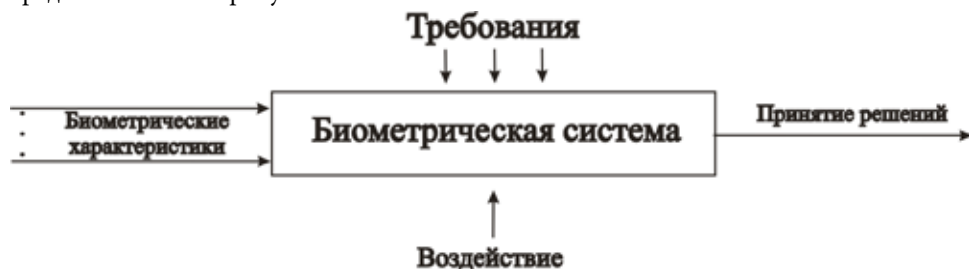 Требования
Биометрические
характеристики
Биометрическая система
Принятие решений
Воздействие